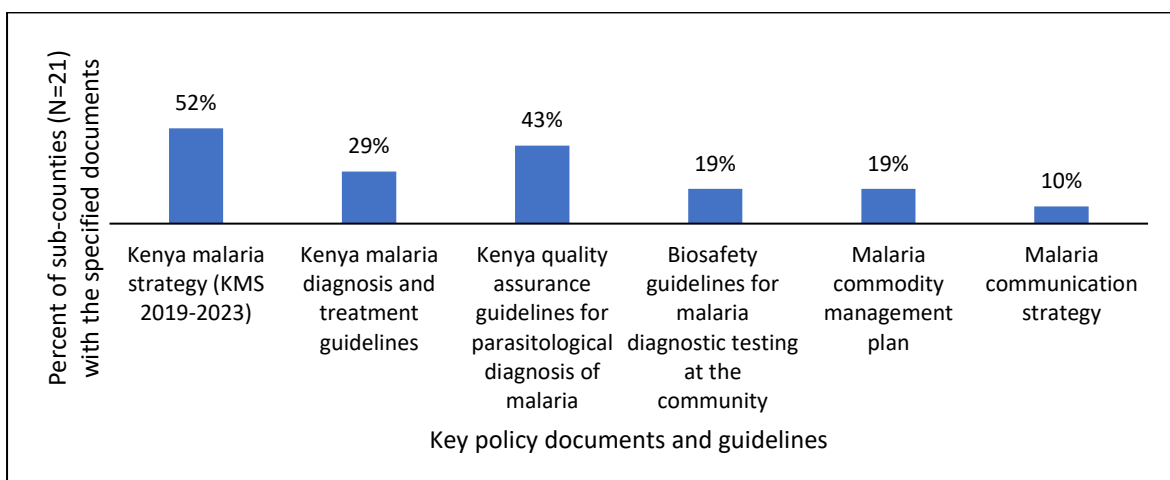 Percent of sub-counties (N=21)
with the specified documents
52%
29%
43%
19%
19%
10%
Kenya malaria
strategy (KMS
2019-2023)
Kenya malaria
diagnosis and
treatment
guidelines
Kenya quality
assurance
guidelines for
parasitological
diagnosis of
malaria
Biosafety
guidelines for
malaria
diagnostic testing
at the
community
Malaria
commodity
management
plan
Malaria
communication
strategy
Key policy documents and guidelines